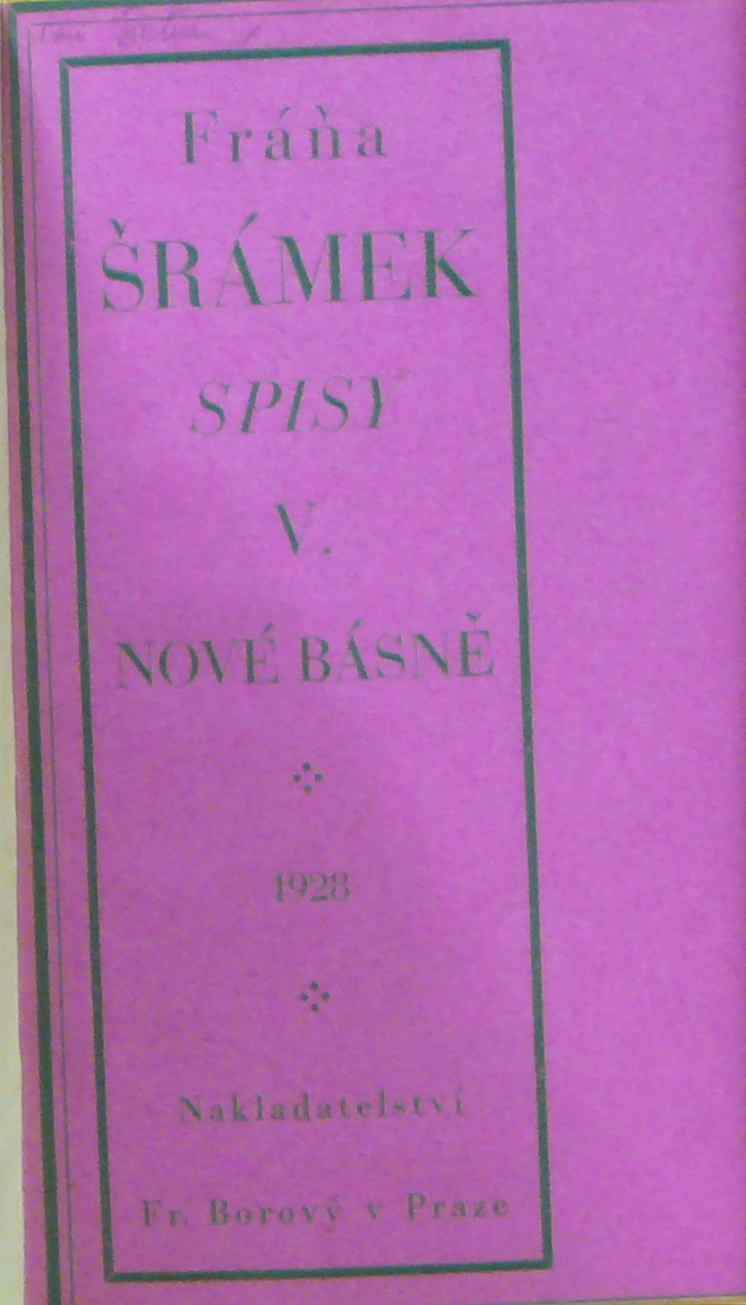 Fráňa
ŠRÁMEK
SPISY
V.
NOVÉ BÁSNĚ
1928
Nakladatelství
Fr. Borový v Praze